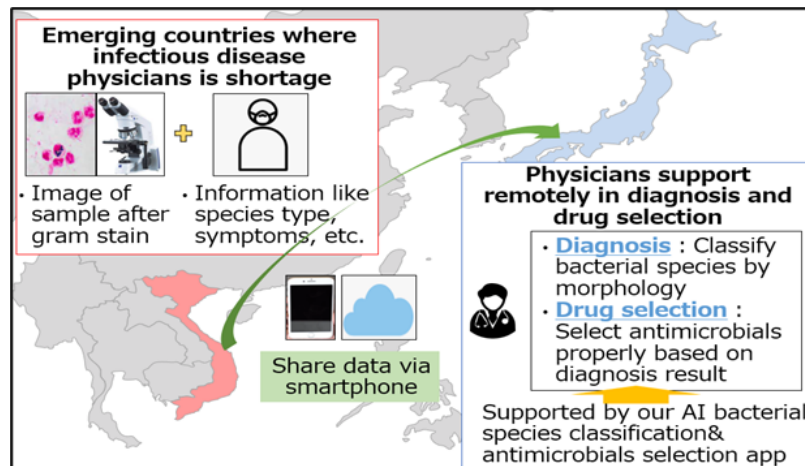 Emerging countries where
infectious disease
physicians is shortage
・Image of
sample after
gram stain
・Information like
species type,
symptoms, etc.
Share data via
smartphone
Physicians support
remotely in diagnosis and
drug selection
・Diagnosis : Classify
bacterial species by
morphology
・Drug selection :
Select antimicrobials
properly based on
diagnosis result
Supported by our AI bacterial
species classification&
antimicrobials selection app